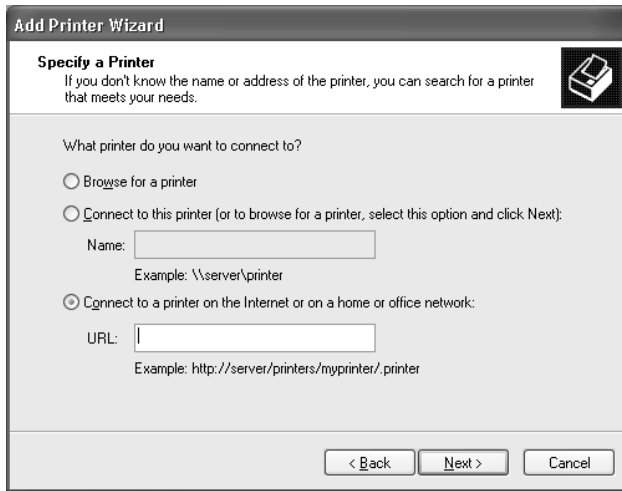 Add Printer Wizard
Specify a Printer
If you don't know the name or address of the printer, you can search for a printer
that meets your needs.
What printer do you want to connect to?
Browse for a printer
Connect to this printer (or to browse for a printer, select this option and click Next):
Name:
Example: \\server\printer
Connect to a printer on the Internet or on a home or office network:
URL:
Example: http://server/printers/myprinter/.printer
< Back
Next >
Cancel